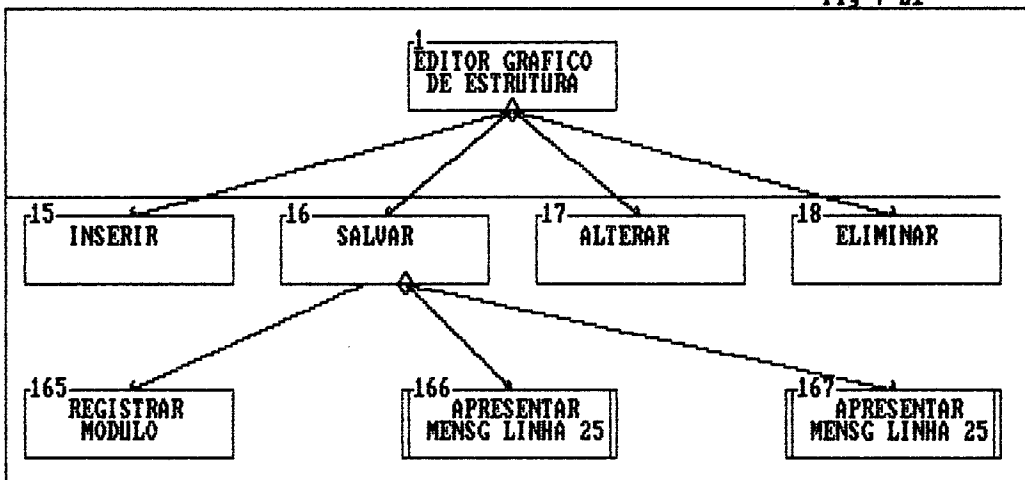 1
EDITOR GRAFICO
DE ESTRUTURA
15
INSERIR
16
SALVAR
17
ALTERAR
18
ELIMINAR
165
REGISTRAR
MODULO
166
APRESENTAR
MENSG LINHA 25
167
APRESENTAR
MENSG LINHA 25